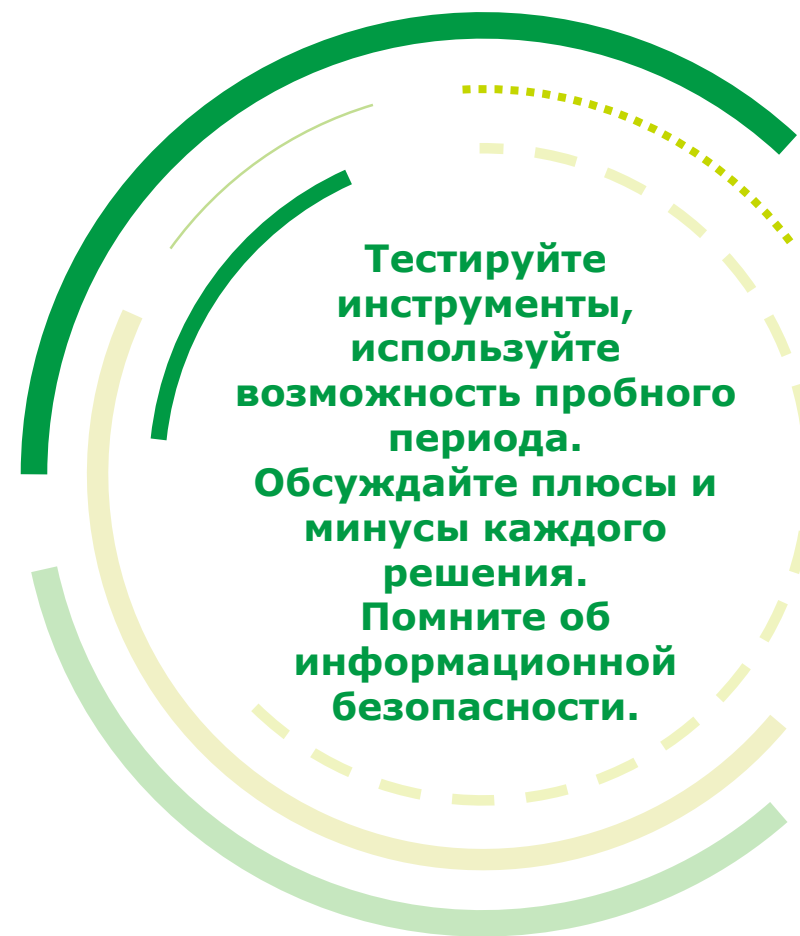 Тестируйте
инструменты,
используйте
возможность пробного
периода.
Обсуждайте плюсы и
минусы каждого
решения.
Помните об
информационной
безопасности.